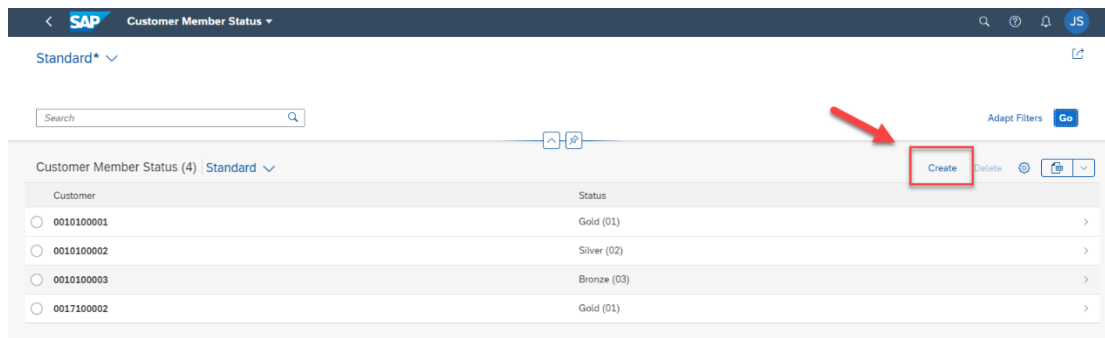 SAP Customer Member Status
JS
Standard*
Search
Adapt Filters Go
Customer Member Status (4) Standard
Create Delete
Customer Status
0010100001 Gold (01)
0010100002 Silver (02)
0010100003 Bronze (03)
0017100002 Gold (01)